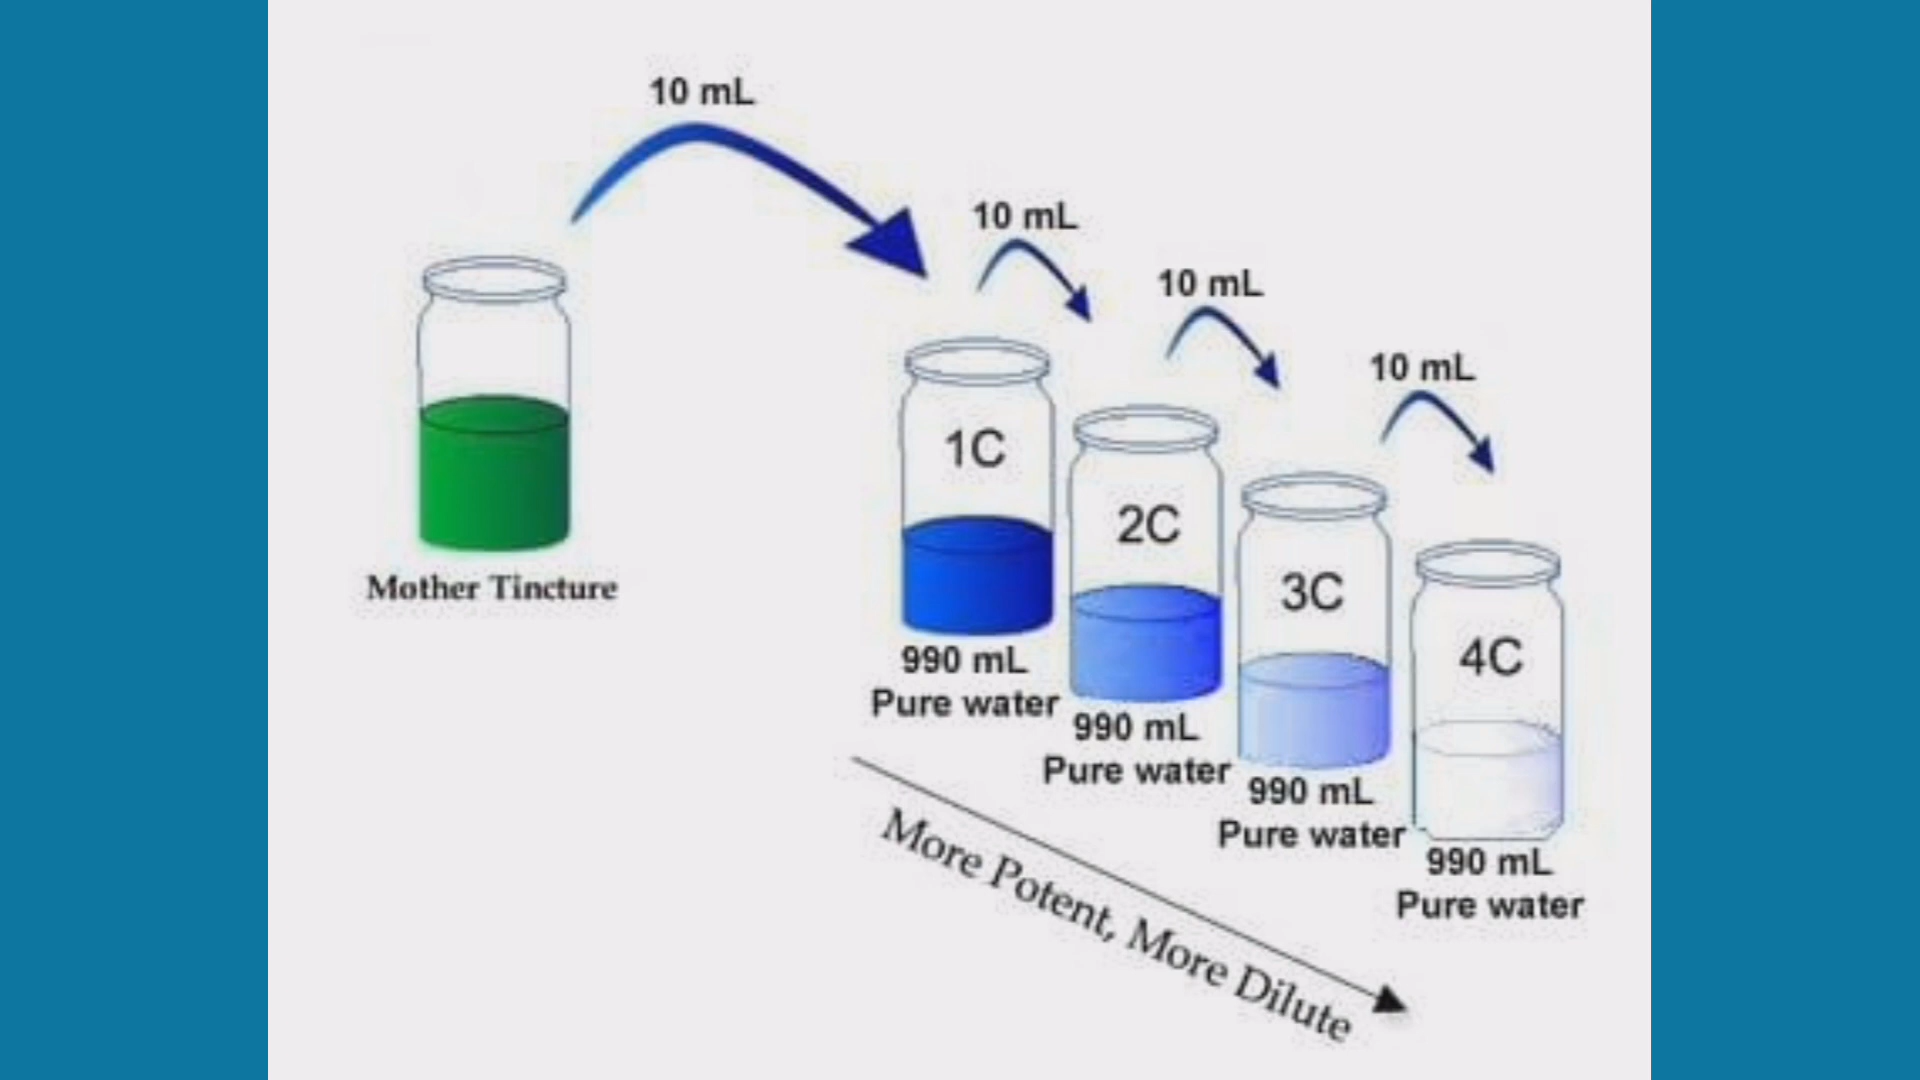 10 mL
10 mL
10 mL
10 mL
Mother Tincture
1C
990 mL
Pure water
2C
990 mL
Pure water
3C
990 mL
Pure water
4C
990 mL
Pure water
More Potent, More Dilute